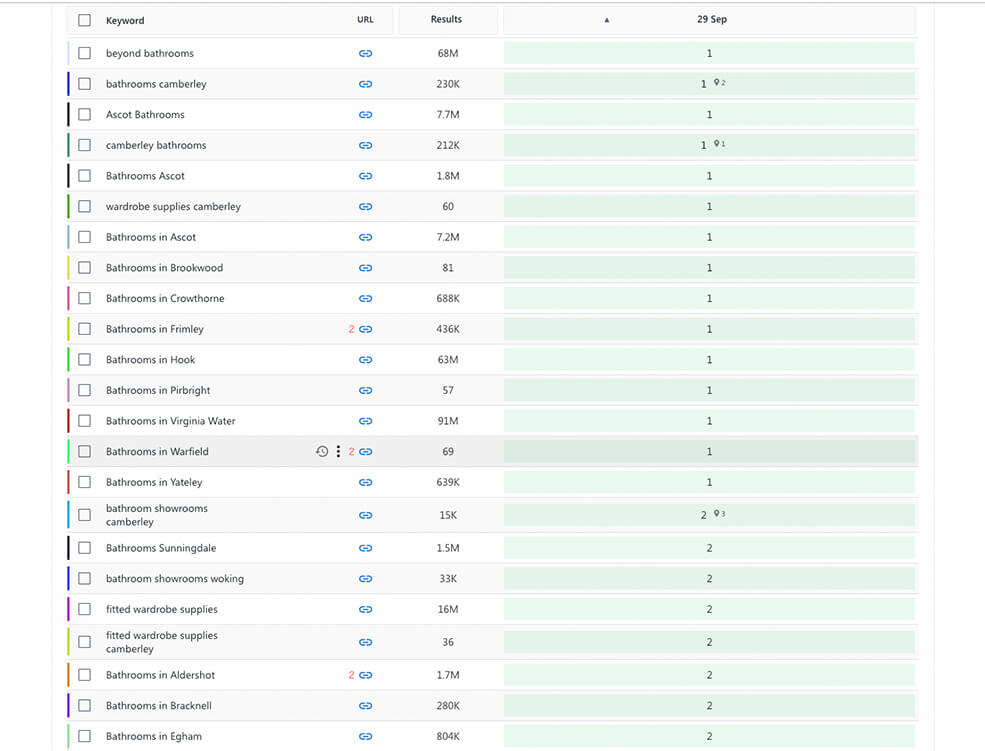 Keyword URL Results ▲ 29 Sep
beyond bathrooms 68M 1
bathrooms camberley 230K 1 2
Ascot Bathrooms 7.7M 1
camberley bathrooms 212K 1 1
Bathrooms Ascot 1.8M 1
wardrobe supplies camberley 60 1
Bathrooms in Ascot 7.2M 1
Bathrooms in Brookwood 81 1
Bathrooms in Crowthorne 688K 1
Bathrooms in Frimley 2 436K 1
Bathrooms in Hook 63M 1
Bathrooms in Pirbright 57 1
Bathrooms in Virginia Water 91M 1
Bathrooms in Warfield 2 69 1
Bathrooms in Yateley 639K 1
bathroom showrooms
camberley 15K 2 3
Bathrooms Sunningdale 1.5M 2
bathroom showrooms woking 33K 2
fitted wardrobe supplies 16M 2
fitted wardrobe supplies
camberley 36 2
Bathrooms in Aldershot 2 1.7M 2
Bathrooms in Bracknell 280K 2
Bathrooms in Egham 804K 2